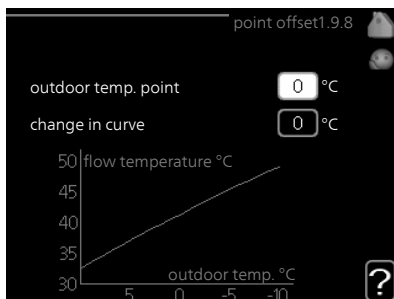 point offset1.9.8
outdoor temp. point 0 °C
change in curve 0 °C
50 flow temperature °C
45
40
35
30 outdoor temp. °C
5 0 -5 -10
?